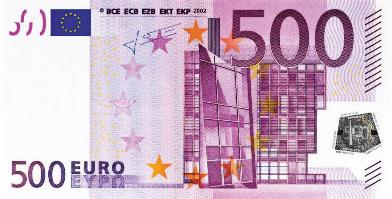 © BCE ECB EZB EKT EKP 2002
500
500 EURO
ΕΥΡΩ